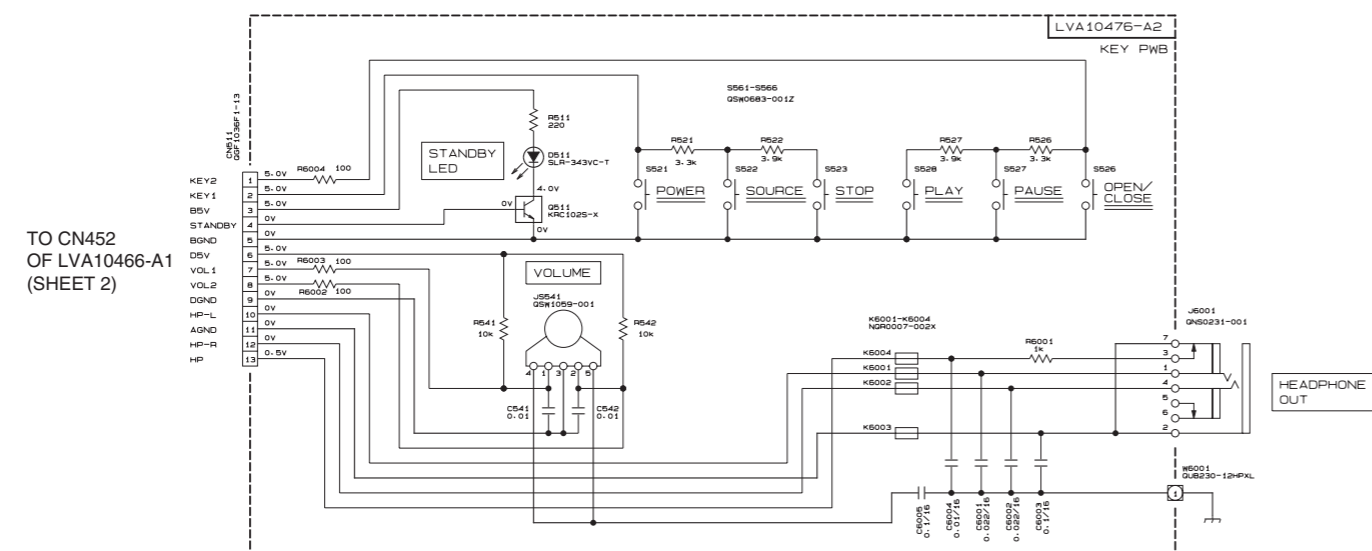 LVA10476-A2
KEY PWB
S561-S566
QSW0683-001Z
CN511
QGF1036F1-13
R511
220
STANDBY
LED
D511
SLR-343VC-T
4.0V
0V
Q511
KRC102S-X
0V
R521
3.3k
R522
3.9k
R527
3.9k
R526
3.3k
S521
POWER
S522
SOURCE
S523
STOP
S528
PLAY
S527
PAUSE
S526
OPEN/
CLOSE
TO CN452
OF LVA10466-A1
(SHEET 2)
KEY2 1 5.0V R6004 100
KEY1 2 5.0V
B5V 3 5.0V
STANDBY 4 0V
BGND 5 0V
D5V 6 5.0V
VOL1 7 5.0V R6003 100
VOL2 8 5.0V R6002 100
DGND 9 0V
HP-L 10 0V
AGND 11 0V
HP-R 12 0V
HP 13 0.5V
VOLUME
JS541
QSW1059-001
R541
10k
R542
10k
4 1 3 2 5
C541
0.01
C542
0.01
K6001-K6004
NQR0007-002X
K6004
K6001
K6002
K6003
R6001
1k
J6001
QNS0231-001
7
3
1
4
5
6
2
HEADPHONE
OUT
W6001
QUB230-12HPXL
1
C6005
0.1/16
C6004
0.01/16
C6001
0.022/16
C6002
0.022/16
C6003
0.1/16